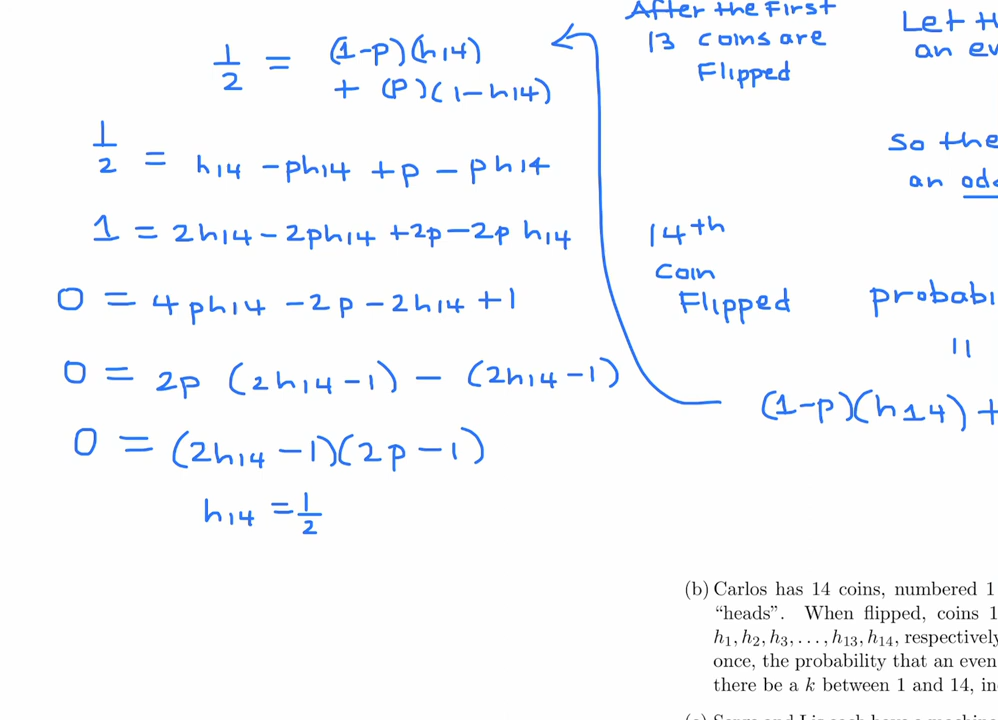 1/2 = (1-p)(h14)
+ (p)(1-h14)
1/2 = h14 - ph14 + p - ph14
1 = 2h14 - 2ph14 + 2p - 2p h14
0 = 4ph14 - 2p - 2h14 + 1
0 = 2p (2h14-1) - (2h14-1)
0 = (2h14-1)(2p-1)
h14 = 1/2
After the First
13 coins are
Flipped
14th
Coin
Flipped
Let
an
So the
an
probabi
=
(1-p)(h14) +
(b) Carlos has 14 coins, numbered 1
“heads”. When flipped, coins 1
h₁, h₂, h₃, . . . , h₁₃, h₁₄, respectively
once, the probability that an even
there be a k between 1 and 14, in